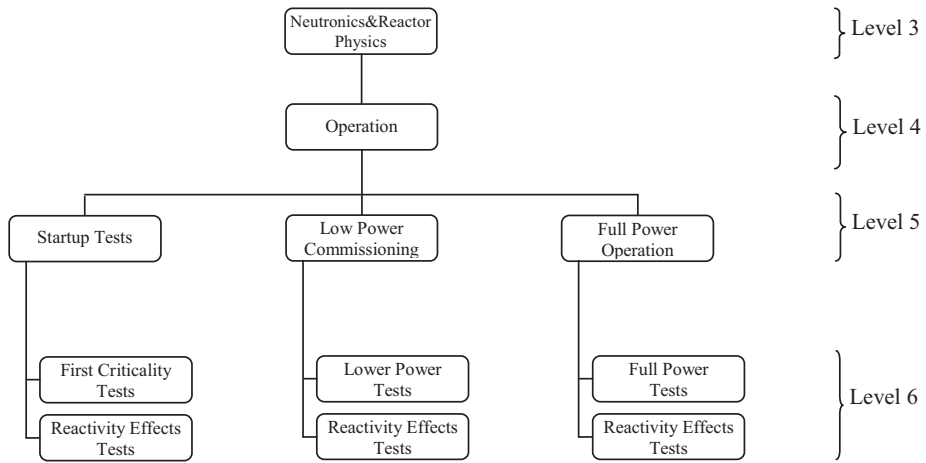 Neutronics&Reactor
Physics
Level 3
Operation
Level 4
Startup Tests
Low Power
Commissioning
Full Power
Operation
Level 5
First Criticality
Tests
Lower Power
Tests
Full Power
Tests
Level 6
Reactivity Effects
Tests
Reactivity Effects
Tests
Reactivity Effects
Tests